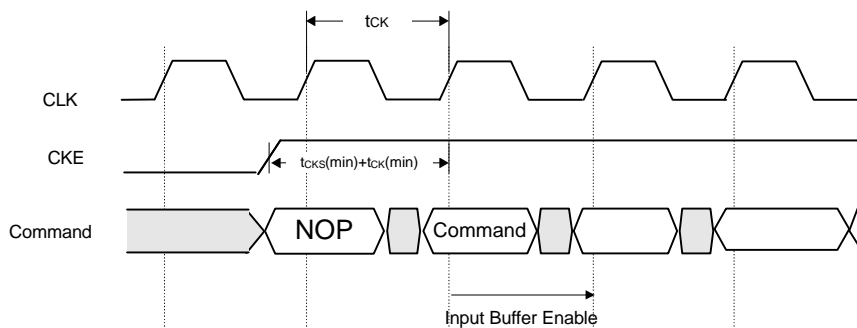 tCK
CLK
CKE
tCKS(min)+tCK(min)
Command
NOP
Command
Input Buffer Enable